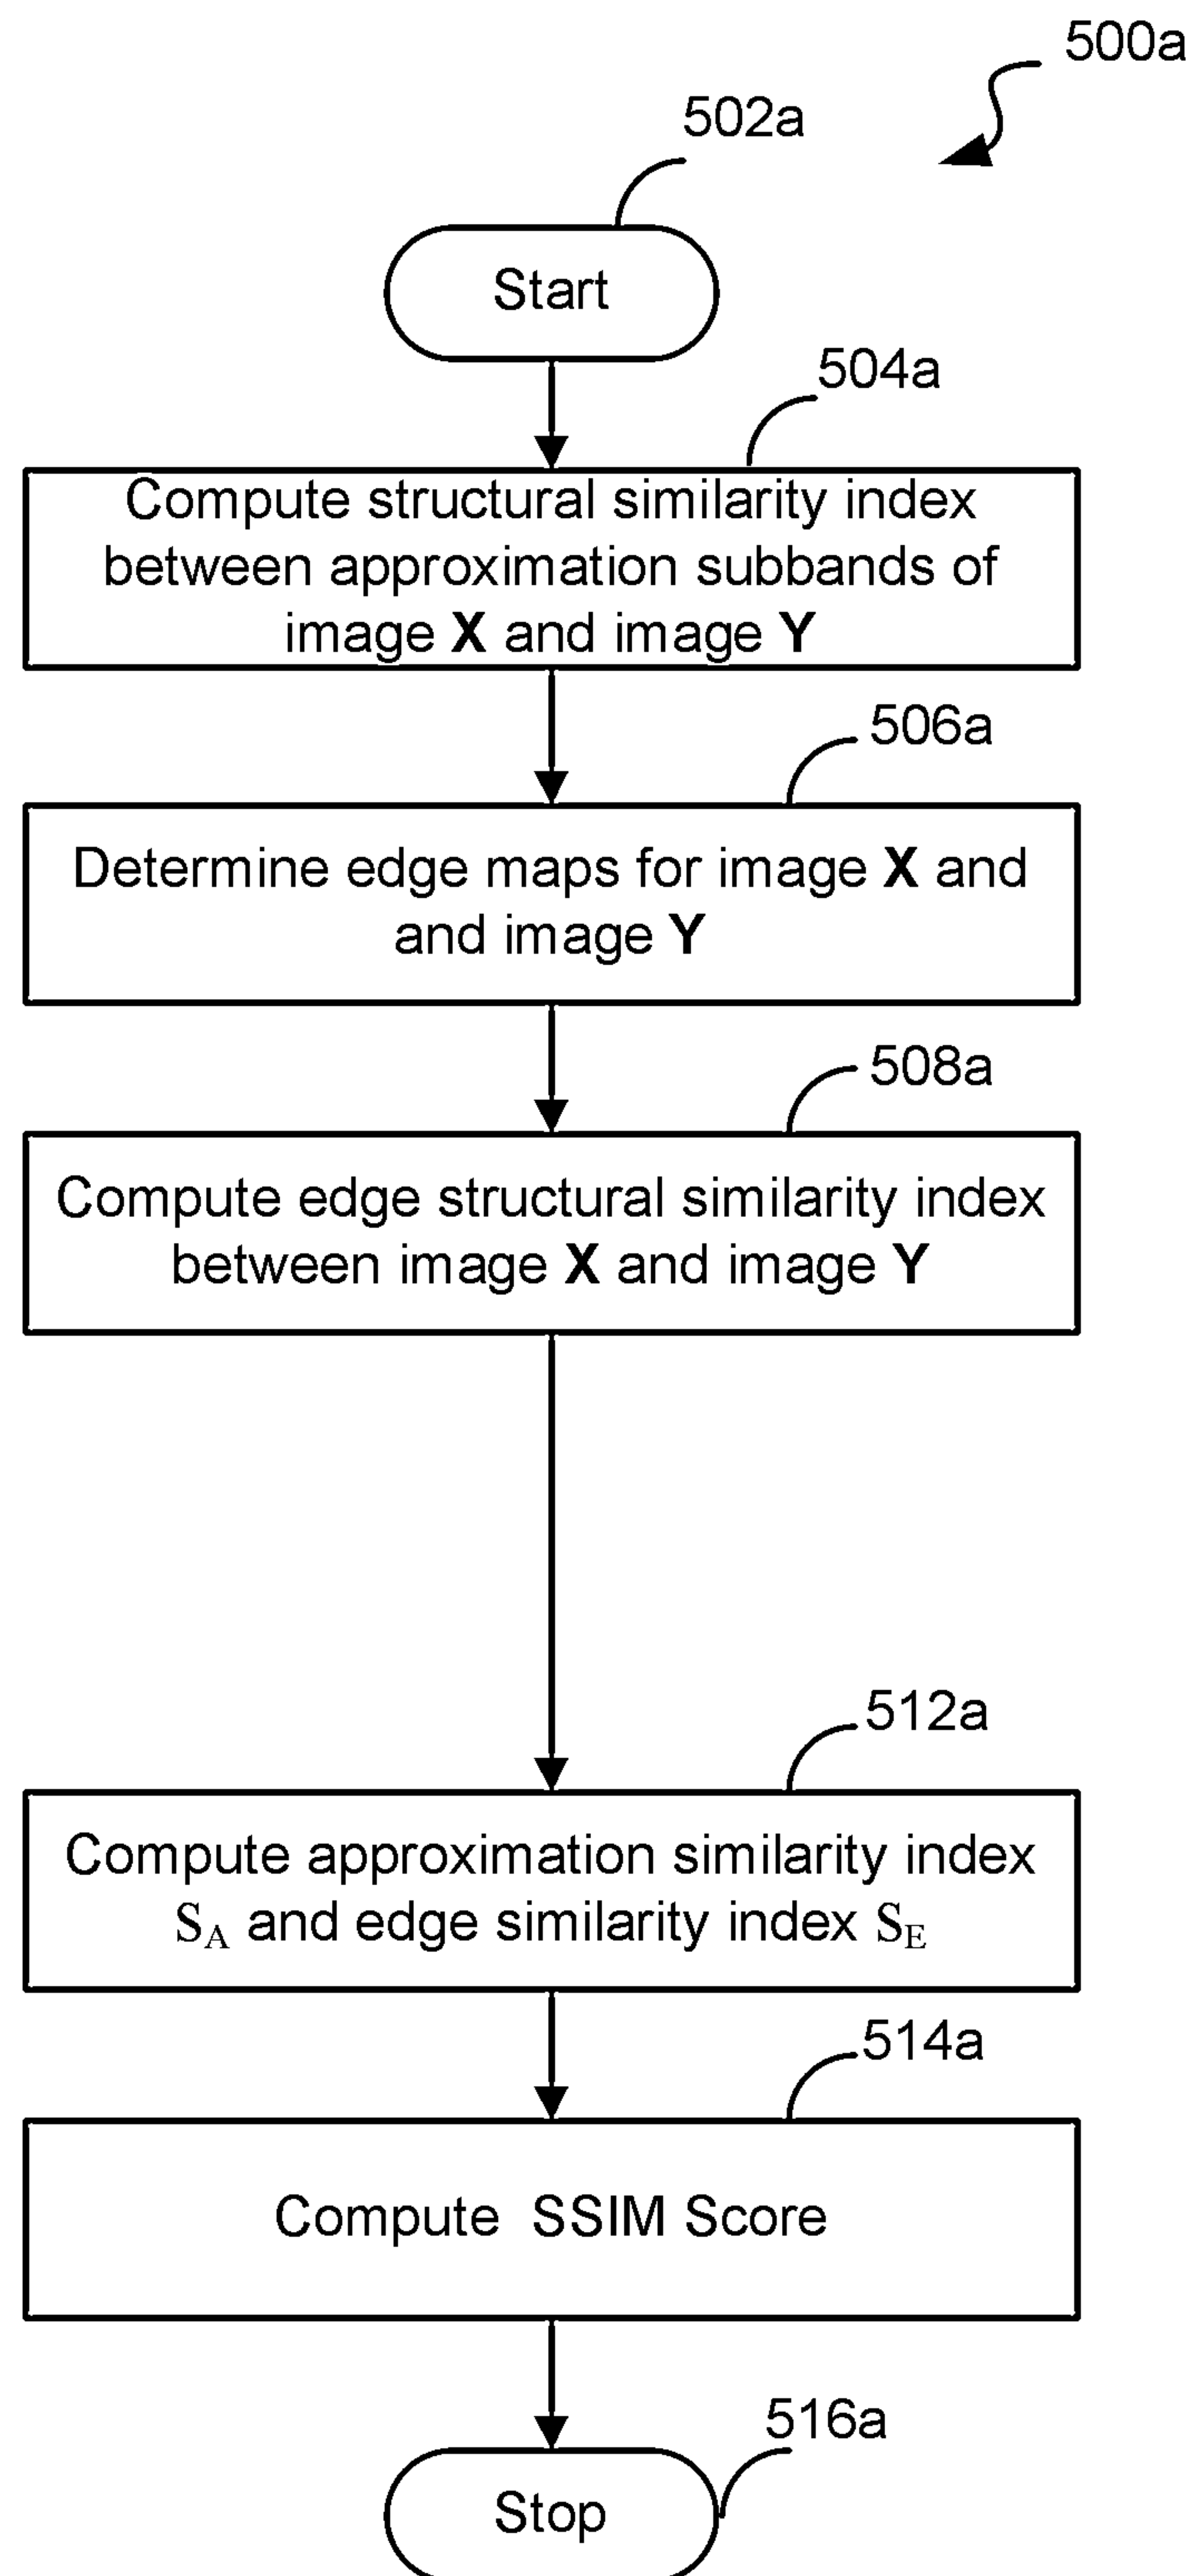 500a
502a
Start
504a
Compute structural similarity index
between approximation subbands of
image X and image Y
506a
Determine edge maps for image X and
and image Y
508a
Compute edge structural similarity index
between image X and image Y
512a
Compute approximation similarity index
S_A and edge similarity index S_E
514a
Compute SSIM Score
516a
Stop